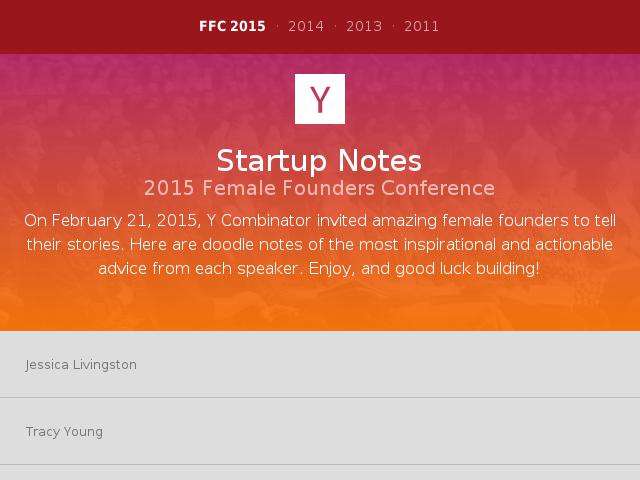 FFC 2015 · 2014 · 2013 · 2011
Y
Startup Notes
2015 Female Founders Conference
On February 21, 2015, Y Combinator invited amazing female founders to tell
their stories. Here are doodle notes of the most inspirational and actionable
advice from each speaker. Enjoy, and good luck building!
Jessica Livingston
Tracy Young